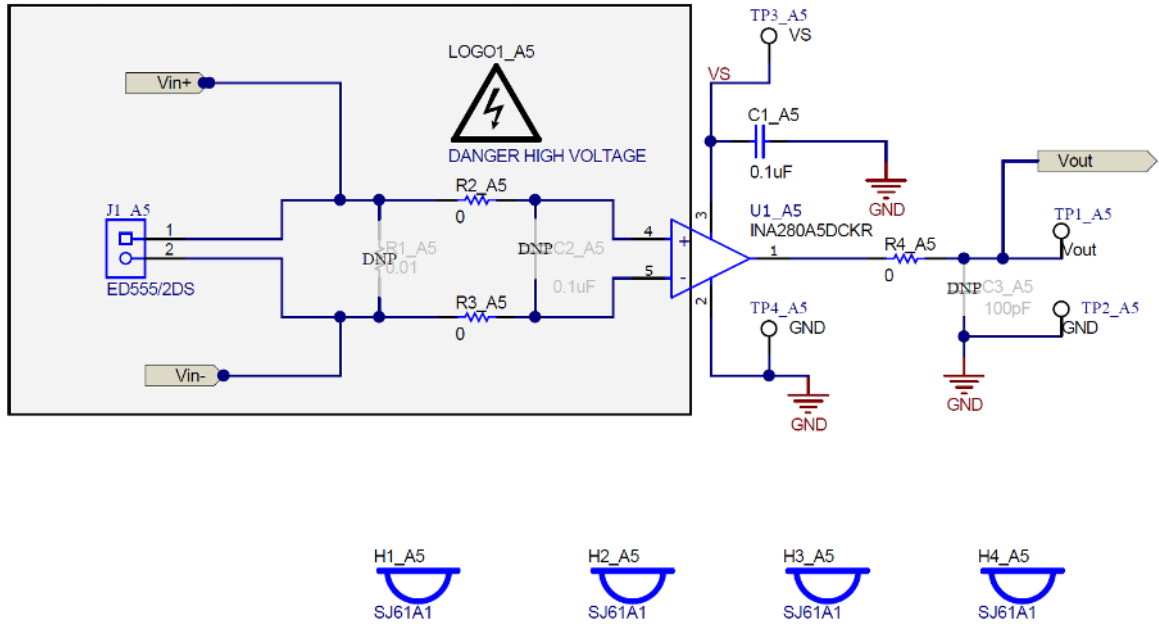 TP3_A5
VS
LOGO1_A5
VS
Vin+
C1_A5
DANGER HIGH VOLTAGE
0.1uF
Vout
R2_A5
GND
J1_A5
0
3
U1_A5
INA280A5DCKR
TP1_A5
1
4
+
R4_A5
Vout
2
DNP
R1_A5
0.01
DNP
C2_A5
5
-
1
0
ED555/2DS
0.1uF
DNP
C3_A5
100pF
R3_A5
2
TP4_A5
GND
TP2_A5
GND
0
Vin-
GND
GND
H1_A5
H2_A5
H3_A5
H4_A5
SJ61A1
SJ61A1
SJ61A1
SJ61A1